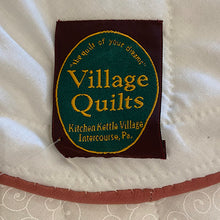 "the quilt of your dreams"
Village
Quilts
Kitchen Kettle Village
Intercourse, Pa.